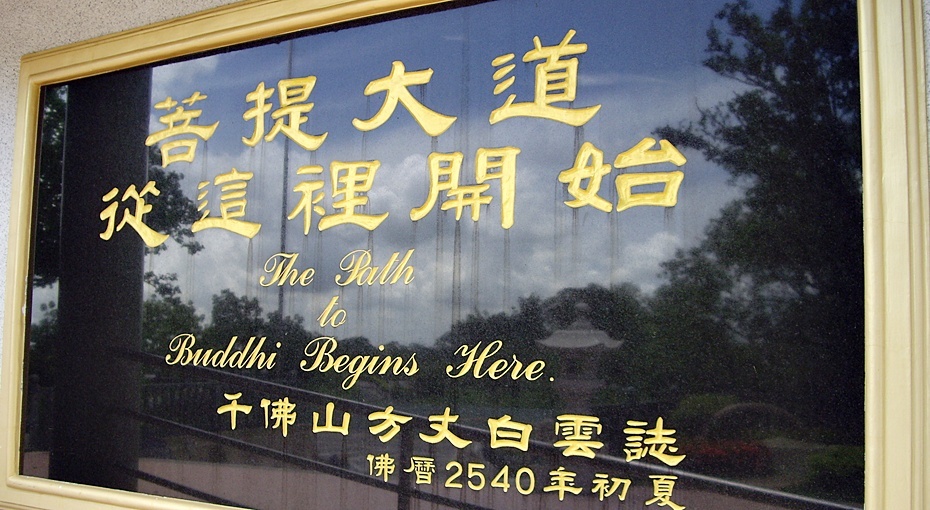 菩提大道
從這裡開始
The Path
to
Buddhi Begins Here.
千佛山方丈白雲誌
佛曆2540年初夏